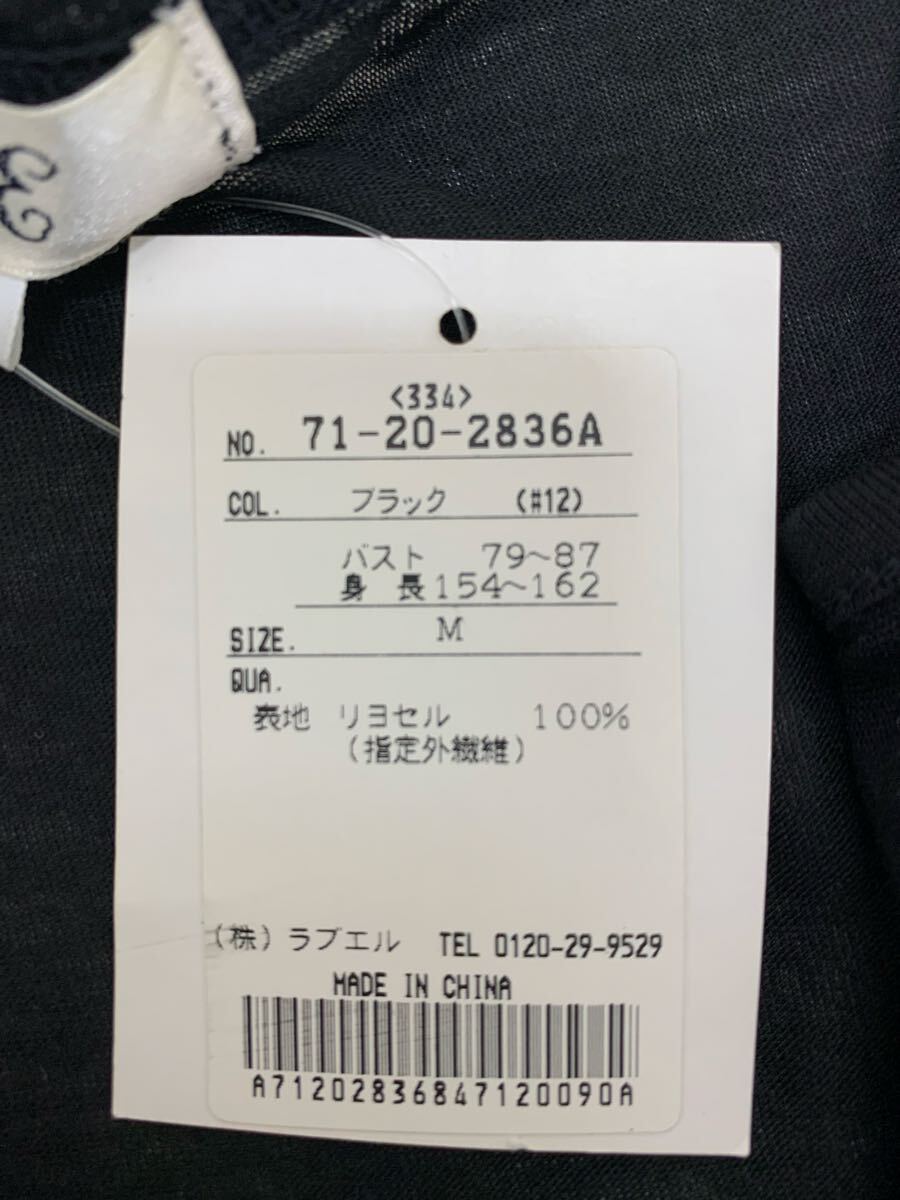 <334>
NO. 71-20-2836A
COL. ブラック (#12)
バスト 79~87
身 長154~162
SIZE. M
QUA.
表地 リヨセル 100%
(指定外繊維)
(株)ラブエル TEL 0120-29-9529
MADE IN CHINA
A71202836847120090A